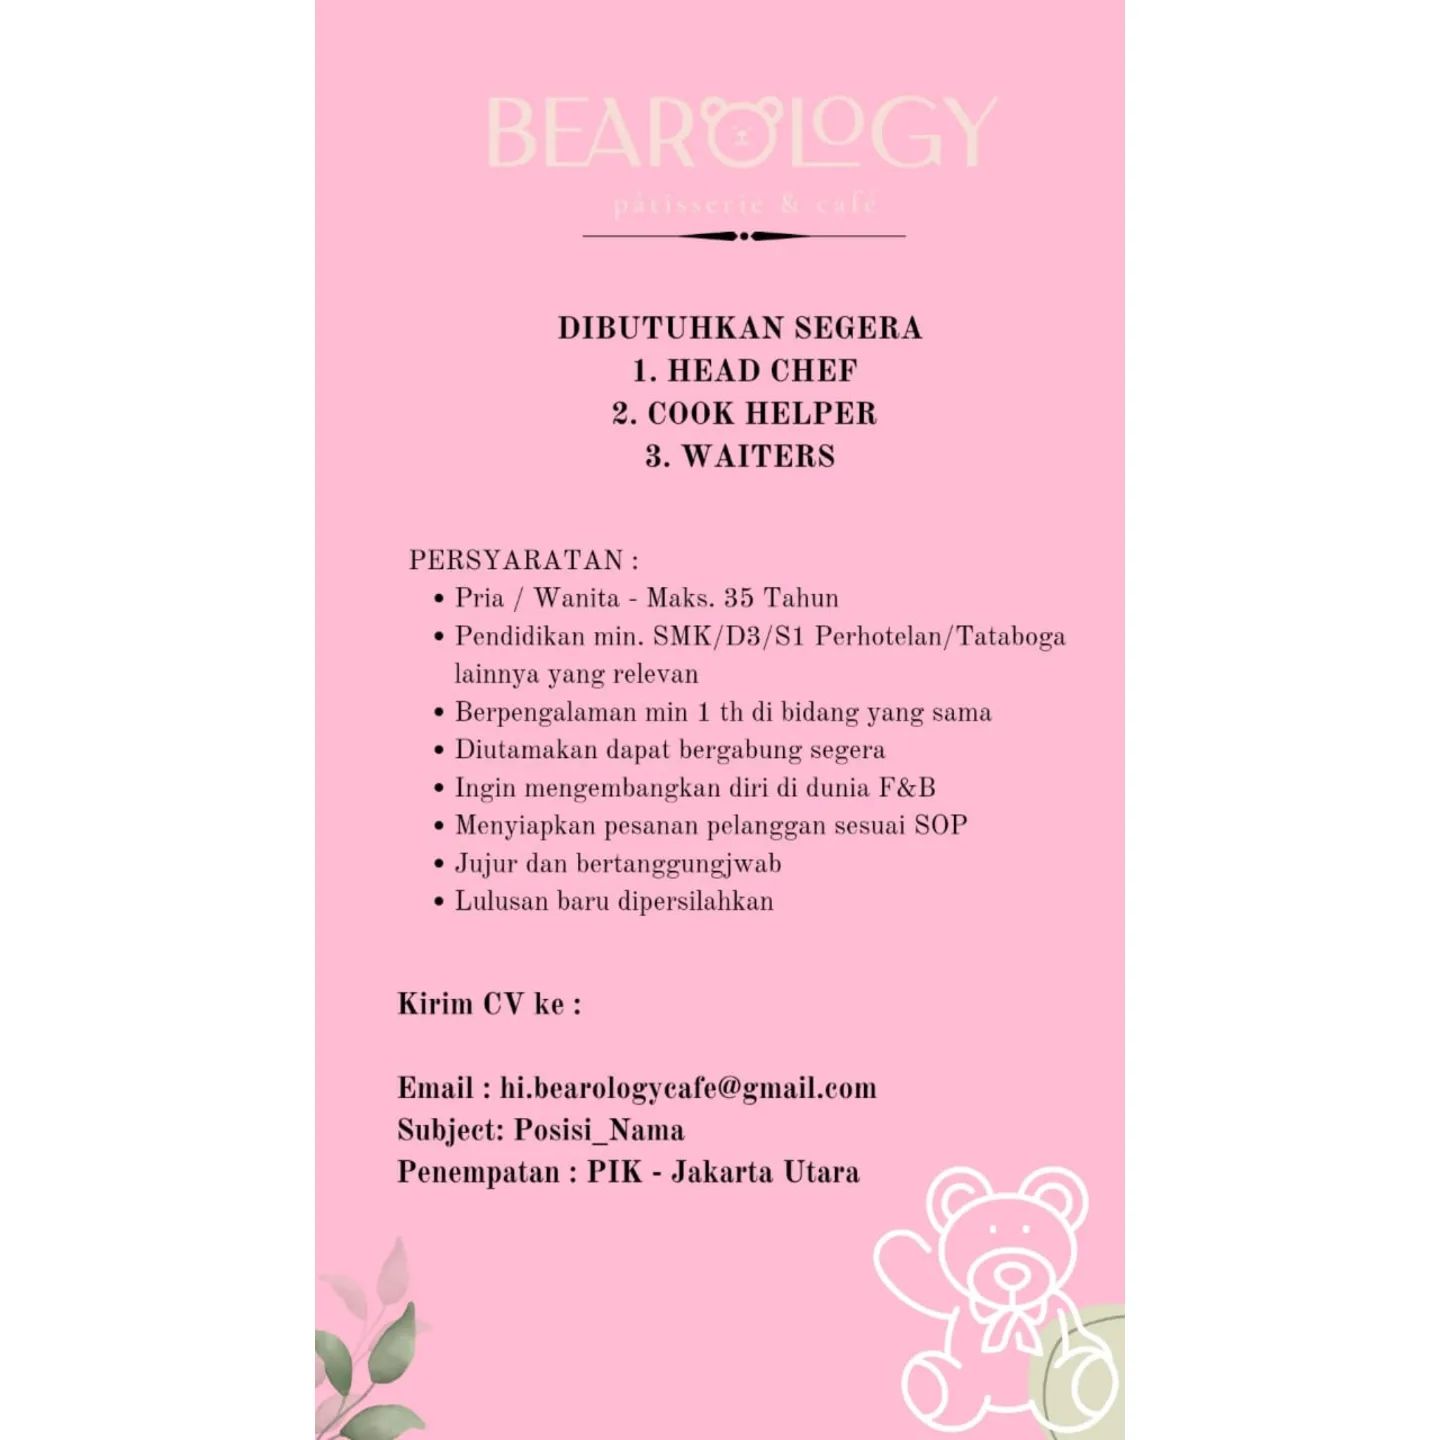 BEAROLOGY
pâtisserie & café
DIBUTUHKAN SEGERA
1. HEAD CHEF
2. COOK HELPER
3. WAITERS
PERSYARATAN :
• Pria / Wanita - Maks. 35 Tahun
• Pendidikan min. SMK/D3/S1 Perhotelan/Tataboga
lainnya yang relevan
• Berpengalaman min 1 th di bidang yang sama
• Diutamakan dapat bergabung segera
• Ingin mengembangkan diri di dunia F&B
• Menyiapkan pesanan pelanggan sesuai SOP
• Jujur dan bertanggungjwab
• Lulusan baru dipersilahkan
Kirim CV ke :
Email : hi.bearologycafe@gmail.com
Subject: Posisi_Nama
Penempatan : PIK - Jakarta Utara